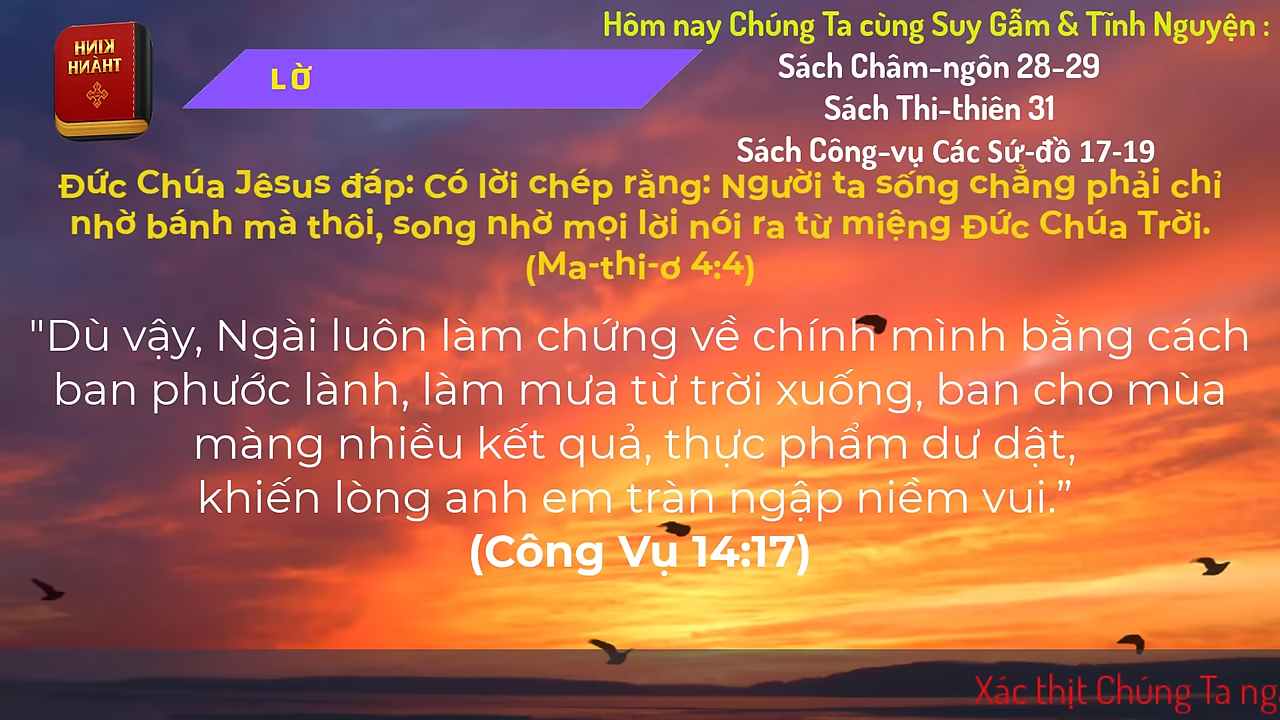 KINH
THÁNH
LỜ
Hôm nay Chúng Ta cùng Suy Gẫm & Tĩnh Nguyện :
Sách Châm-ngôn 28-29
Sách Thi-thiên 31
Sách Công-vụ Các Sứ-đồ 17-19
Đức Chúa Jêsus đáp: Có lời chép rằng: Người ta sống chẳng phải chỉ
nhờ bánh mà thôi, song nhờ mọi lời nói ra từ miệng Đức Chúa Trời.
(Ma-thi-ơ 4:4)
"Dù vậy, Ngài luôn làm chứng về chính mình bằng cách
ban phước lành, làm mưa từ trời xuống, ban cho mùa
màng nhiều kết quả, thực phẩm dư dật,
khiến lòng anh em tràn ngập niềm vui.”
(Công Vụ 14:17)
Xác thịt Chúng Ta ng